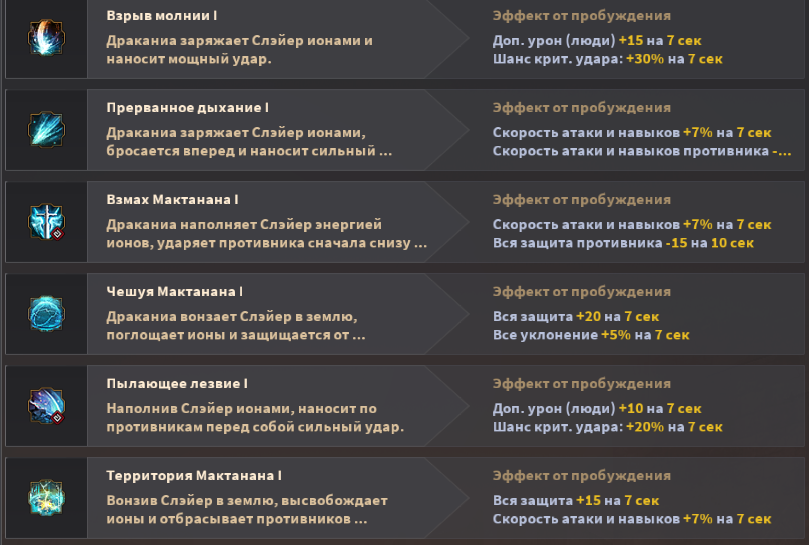 Взрыв молнии I
Дракания заряжает Слэйер ионами и
наносит мощный удар.
Эффект от пробуждения
Доп. урон (люди) +15 на 7 сек
Шанс крит. удара: +30% на 7 сек
Прерванное дыхание I
Дракания заряжает Слэйер ионами,
бросается вперед и наносит сильный ...
Эффект от пробуждения
Скорость атаки и навыков +7% на 7 сек
Скорость атаки и навыков противника -...
Взмах Мактанана I
Дракания наполняет Слэйер энергией
ионов, ударяет противника сначала снизу ...
Эффект от пробуждения
Скорость атаки и навыков +7% на 7 сек
Вся защита противника -15 на 10 сек
Чешуя Мактанана I
Дракания вонзает Слэйер в землю,
поглощает ионы и защищается от ...
Эффект от пробуждения
Вся защита +20 на 7 сек
Все уклонение +5% на 7 сек
Пылающее лезвие I
Наполнив Слэйер ионами, наносит по
противникам перед собой сильный удар.
Эффект от пробуждения
Доп. урон (люди) +10 на 7 сек
Шанс крит. удара: +20% на 7 сек
Территория Мактанана I
Вонзив Слэйер в землю, высвобождает
ионы и отбрасывает противников ...
Эффект от пробуждения
Вся защита +15 на 7 сек
Скорость атаки и навыков +7% на 7 сек